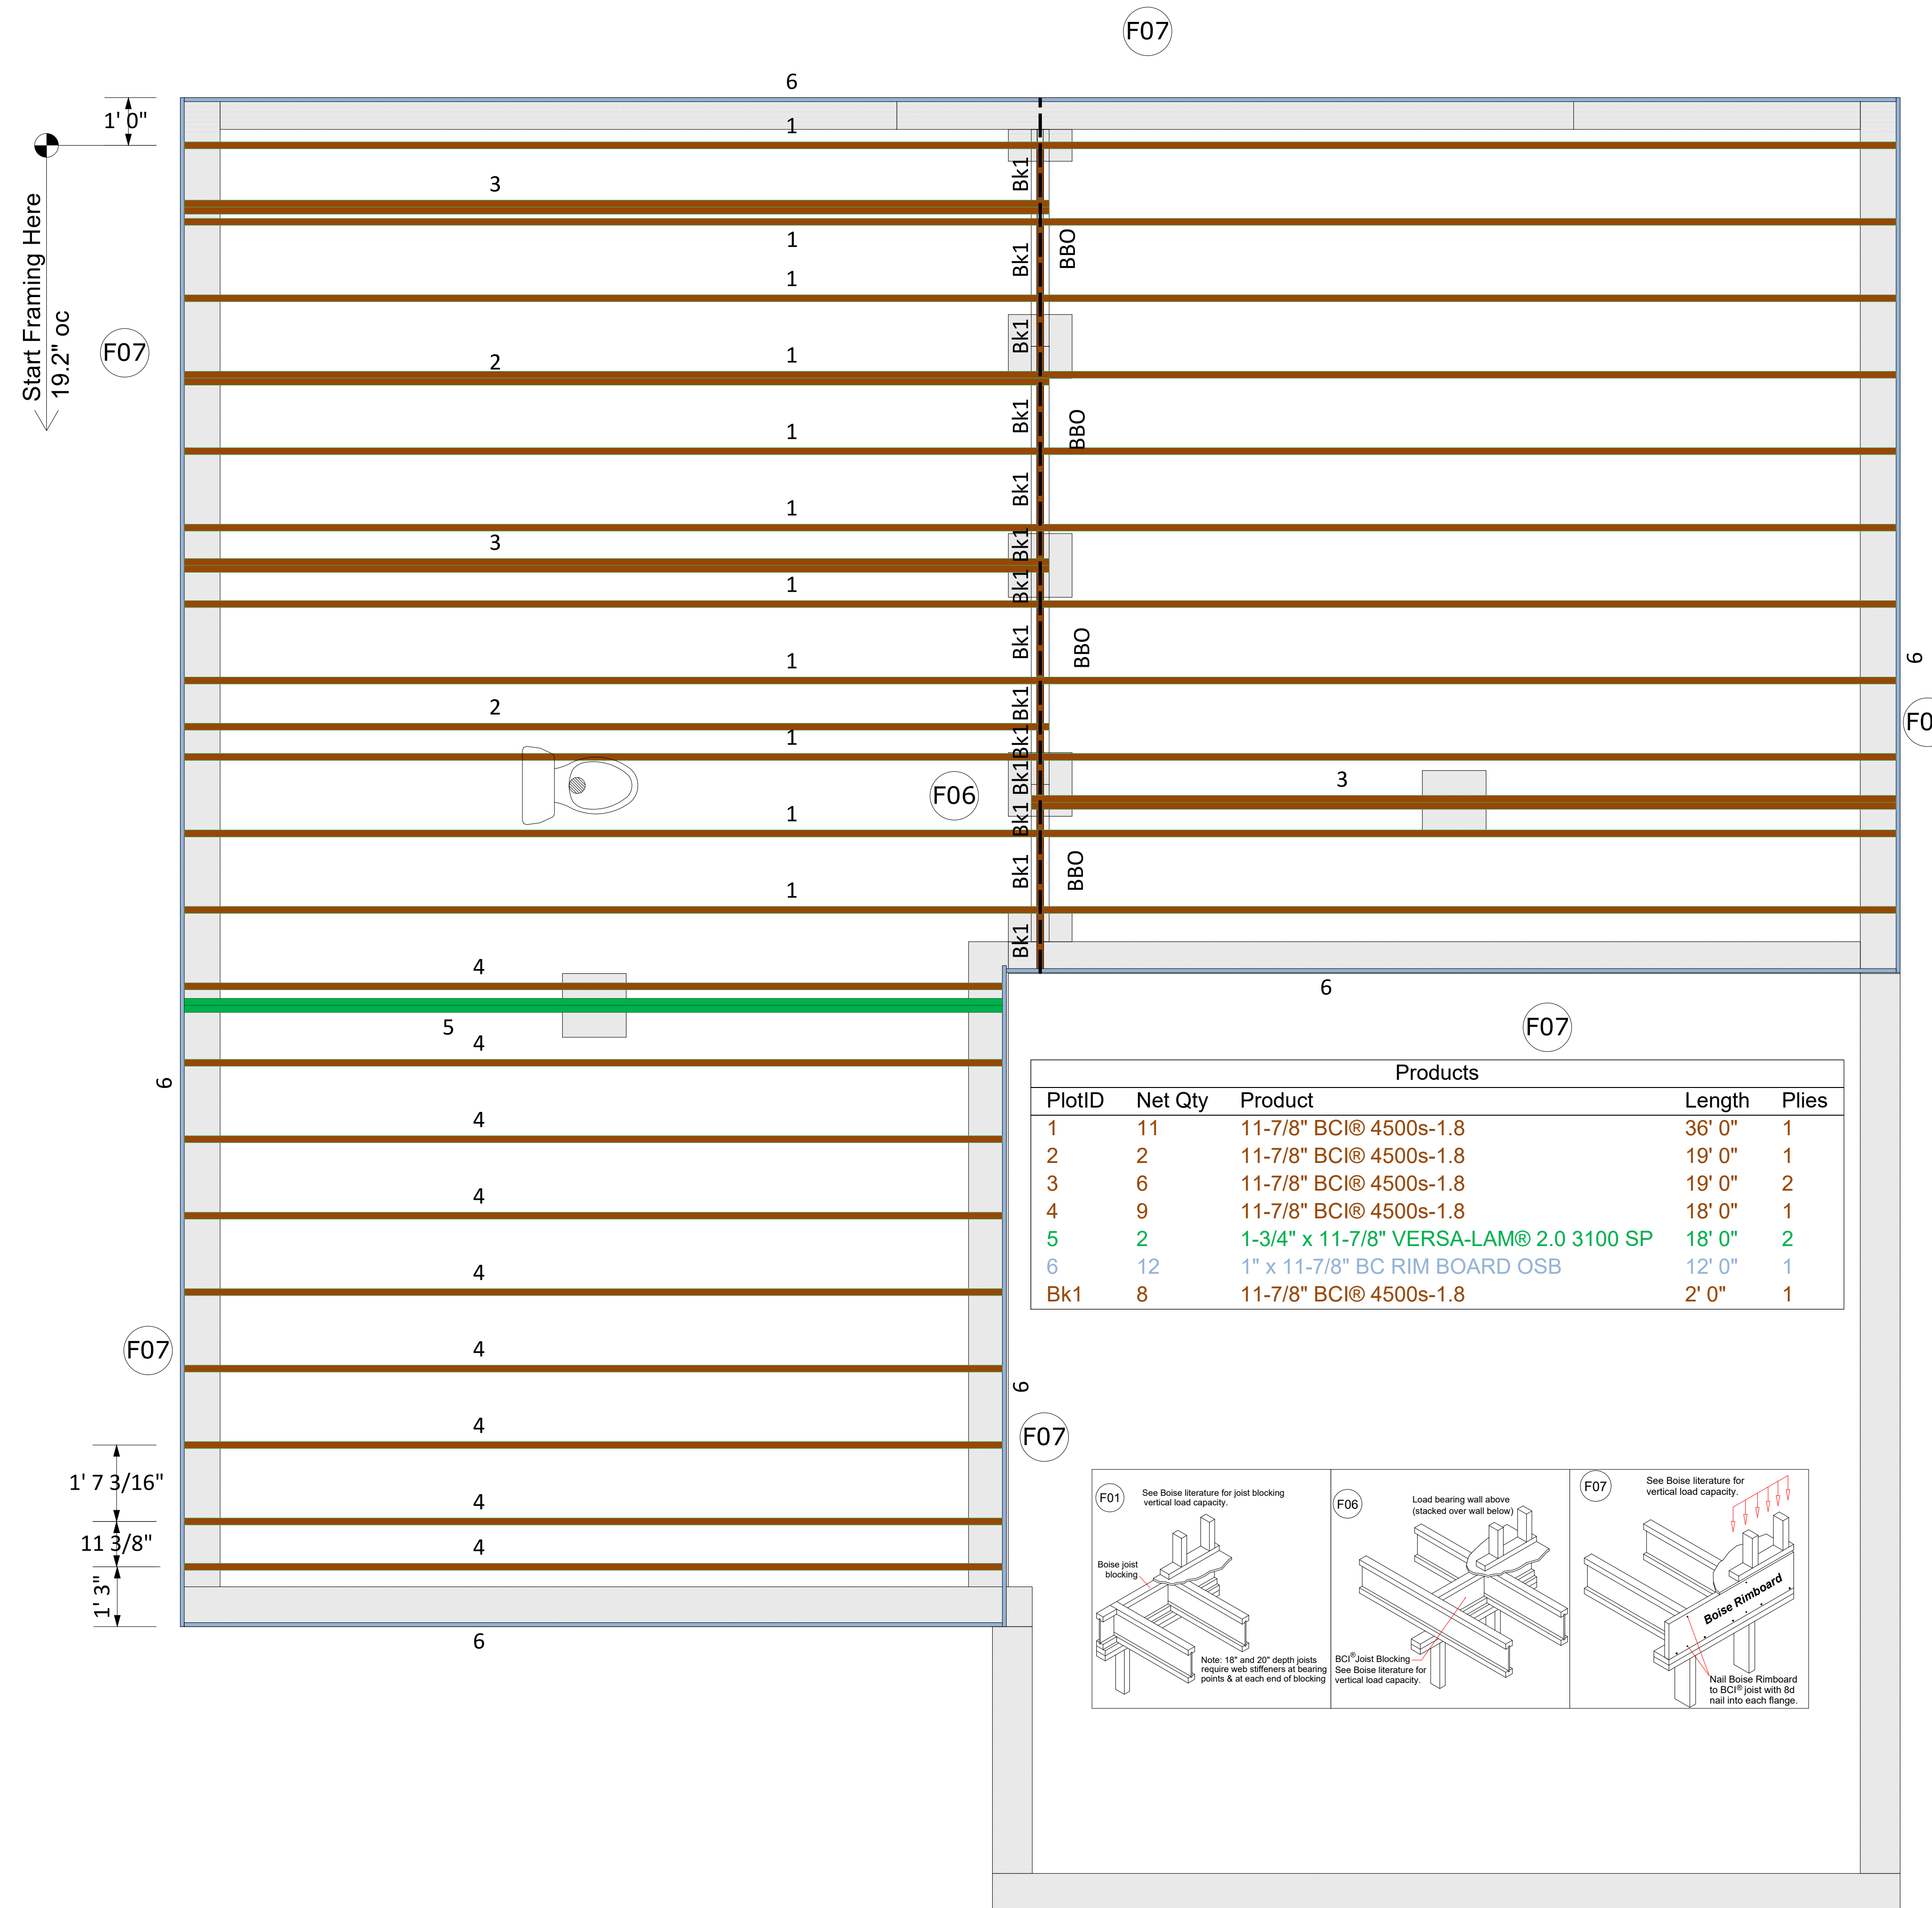 F07
6
1' 0"
1
Start Framing Here
19.2" oc
3
Bk1
1
Bk1
BBO
1
F07
2
1
Bk1
1
Bk1
BBO
1
Bk1
3
Bk1
1
Bk1
1
Bk1
BBO
6
2
Bk1
1
Bk1
F0
3
Bk1
F06
1
Bk1
1
Bk1
BBO
4
Bk1
6
5
F07
4
6
4
4
4
4
4
4
4
F07
6
F07
1' 7 3/16"
11 3/8"
1' 3"
6
Products
PlotID Net Qty Product Length Plies
1 11 11-7/8" BCI® 4500s-1.8 36' 0" 1
2 2 11-7/8" BCI® 4500s-1.8 19' 0" 1
3 6 11-7/8" BCI® 4500s-1.8 19' 0" 2
4 9 11-7/8" BCI® 4500s-1.8 18' 0" 1
5 2 1-3/4" x 11-7/8" VERSA-LAM® 2.0 3100 SP 18' 0" 2
6 12 1" x 11-7/8" BC RIM BOARD OSB 12' 0" 1
Bk1 8 11-7/8" BCI® 4500s-1.8 2' 0" 1
F01
See Boise literature for joist blocking
vertical load capacity.
Boise joist
blocking
Note: 18" and 20" depth joists
require web stiffeners at bearing
points & at each end of blocking
F06
Load bearing wall above
(stacked over wall below)
BCI® Joist Blocking
See Boise literature for
vertical load capacity.
F07
See Boise literature for
vertical load capacity.
Boise Rimboard
Nail Boise Rimboard
to BCI® joist with 8d
nail into each flange.